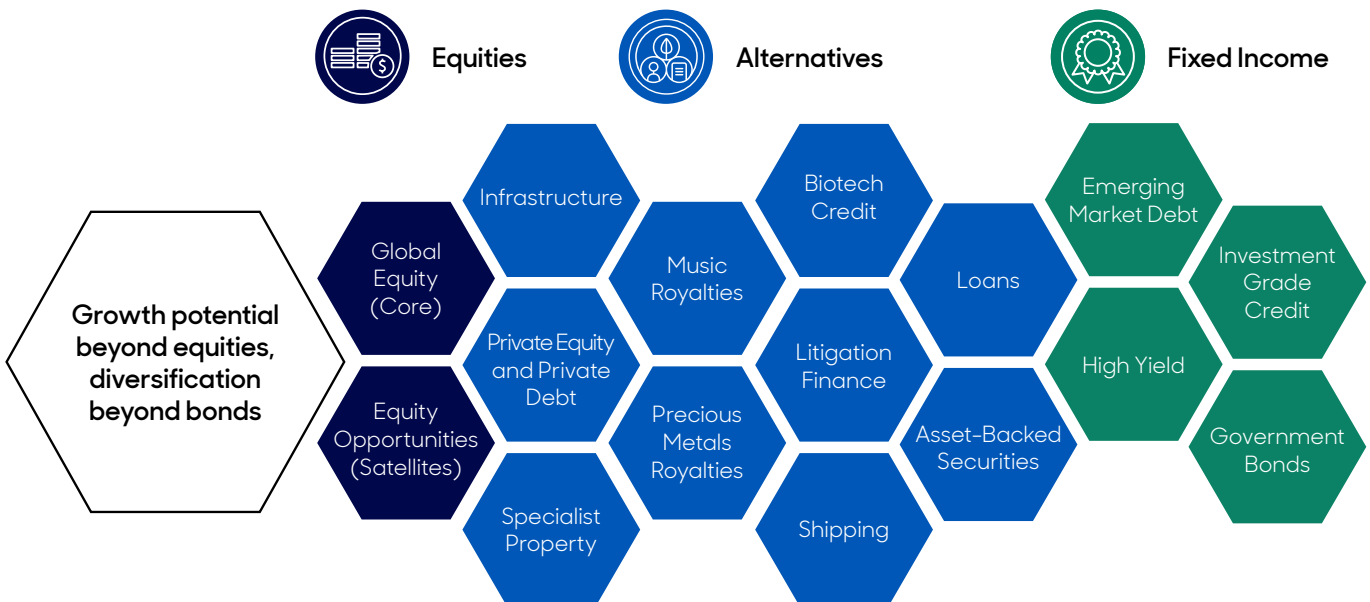 Equities
Alternatives
Fixed Income
Growth potential
beyond equities,
diversification
beyond bonds
Global
Equity
(Core)
Equity
Opportunities
(Satellites)
Infrastructure
Private Equity
and Private
Debt
Specialist
Property
Music
Royalties
Precious
Metals
Royalties
Biotech
Credit
Litigation
Finance
Shipping
Loans
Asset-Backed
Securities
Emerging
Market Debt
High Yield
Investment
Grade
Credit
Government
Bonds
$